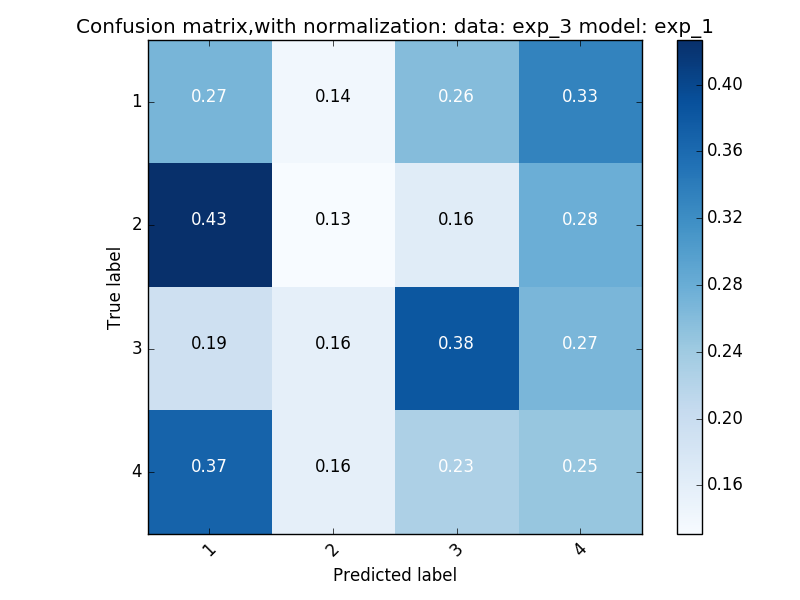 Confusion matrix,with normalization: data: exp_3 model: exp_1
True label
1 0.27 0.14 0.26 0.33
2 0.43 0.13 0.16 0.28
3 0.19 0.16 0.38 0.27
4 0.37 0.16 0.23 0.25
1 2 3 4
Predicted label
0.40
0.36
0.32
0.28
0.24
0.20
0.16